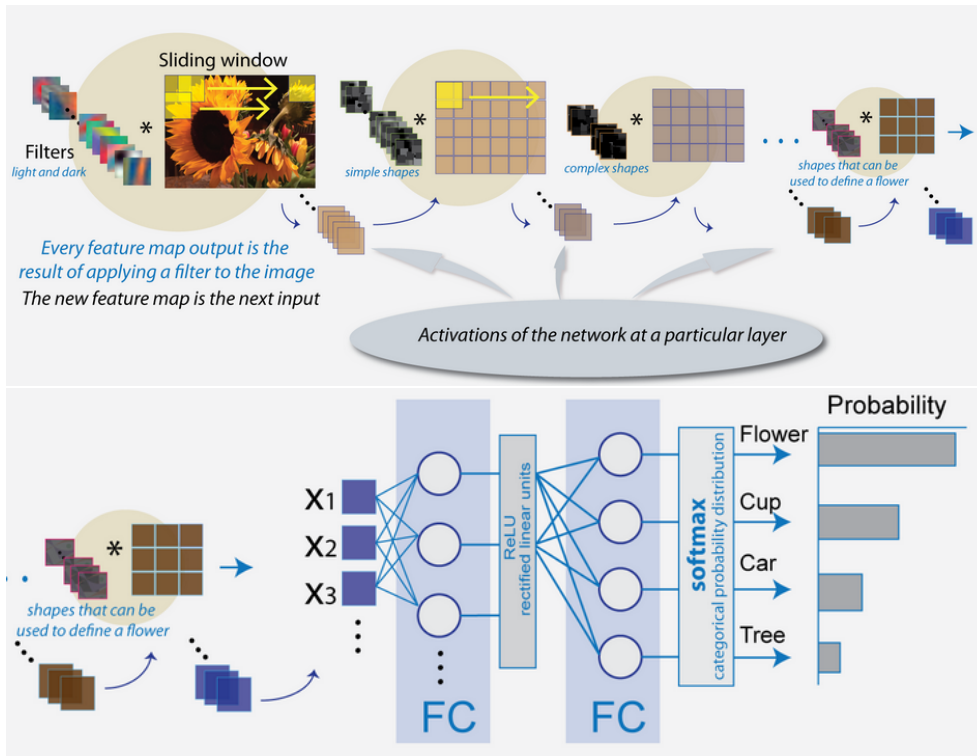 Sliding window
*
*
*
*
Filters
light and dark
simple shapes
complex shapes
shapes that can be
used to define a flower
Every feature map output is the
result of applying a filter to the image
The new feature map is the next input
Activations of the network at a particular layer
Probability
Flower
Cup
Car
Tree
X1
X2
X3
*
shapes that can be
used to define a flower
ReLU
rectified linear units
softmax
categorical probability distribution
FC
FC